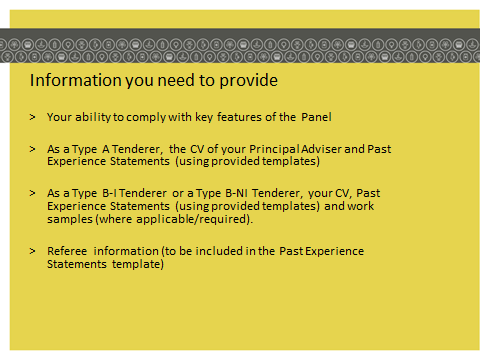 Information you need to provide
> Your ability to comply with key features of the Panel
> As a Type A Tenderer, the CV of your Principal Adviser and Past
Experience Statements (using provided templates)
> As a Type B-I Tenderer or a Type B-NI Tenderer, your CV, Past
Experience Statements (using provided templates) and work
samples (where applicable/required).
> Referee information (to be included in the Past Experience
Statements template)